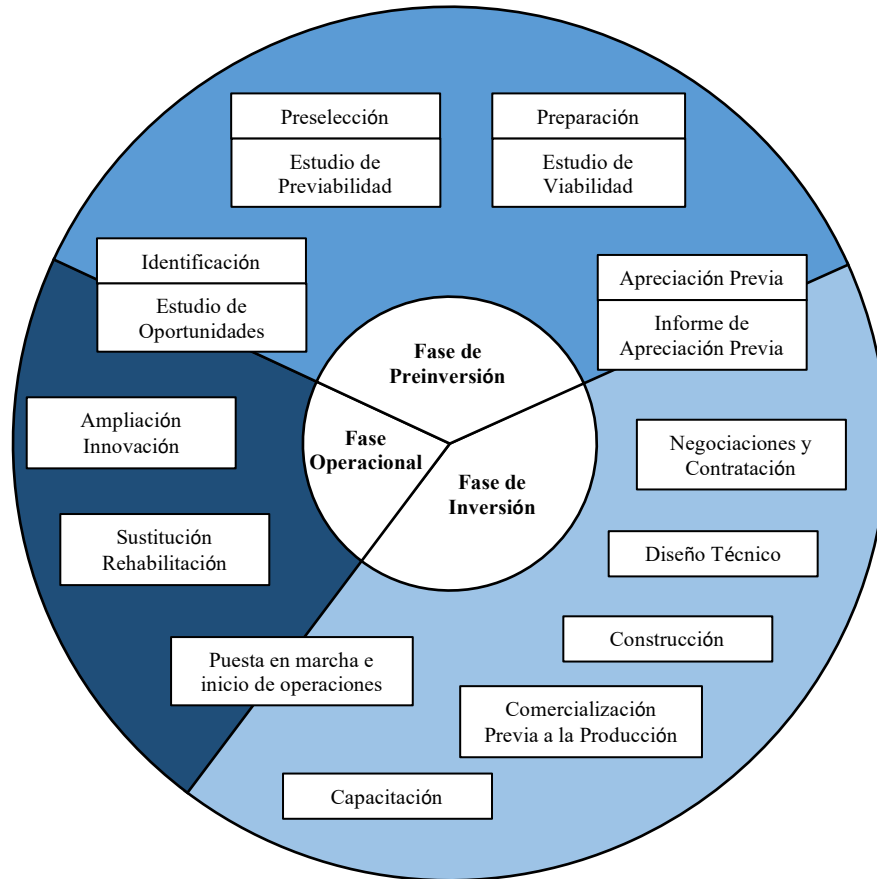 Preselección
Estudio de
Previabilidad
Preparación
Estudio de
Viabilidad
Identificación
Estudio de
Oportunidades
Apreciación Previa
Informe de
Apreciación Previa
Fase de
Preinversión
Fase
Operacional
Fase de
Inversión
Ampliación
Innovación
Negociaciones y
Contratación
Sustitución
Rehabilitación
Diseño Técnico
Construcción
Puesta en marcha e
inicio de operaciones
Comercialización
Previa a la Producción
Capacitación